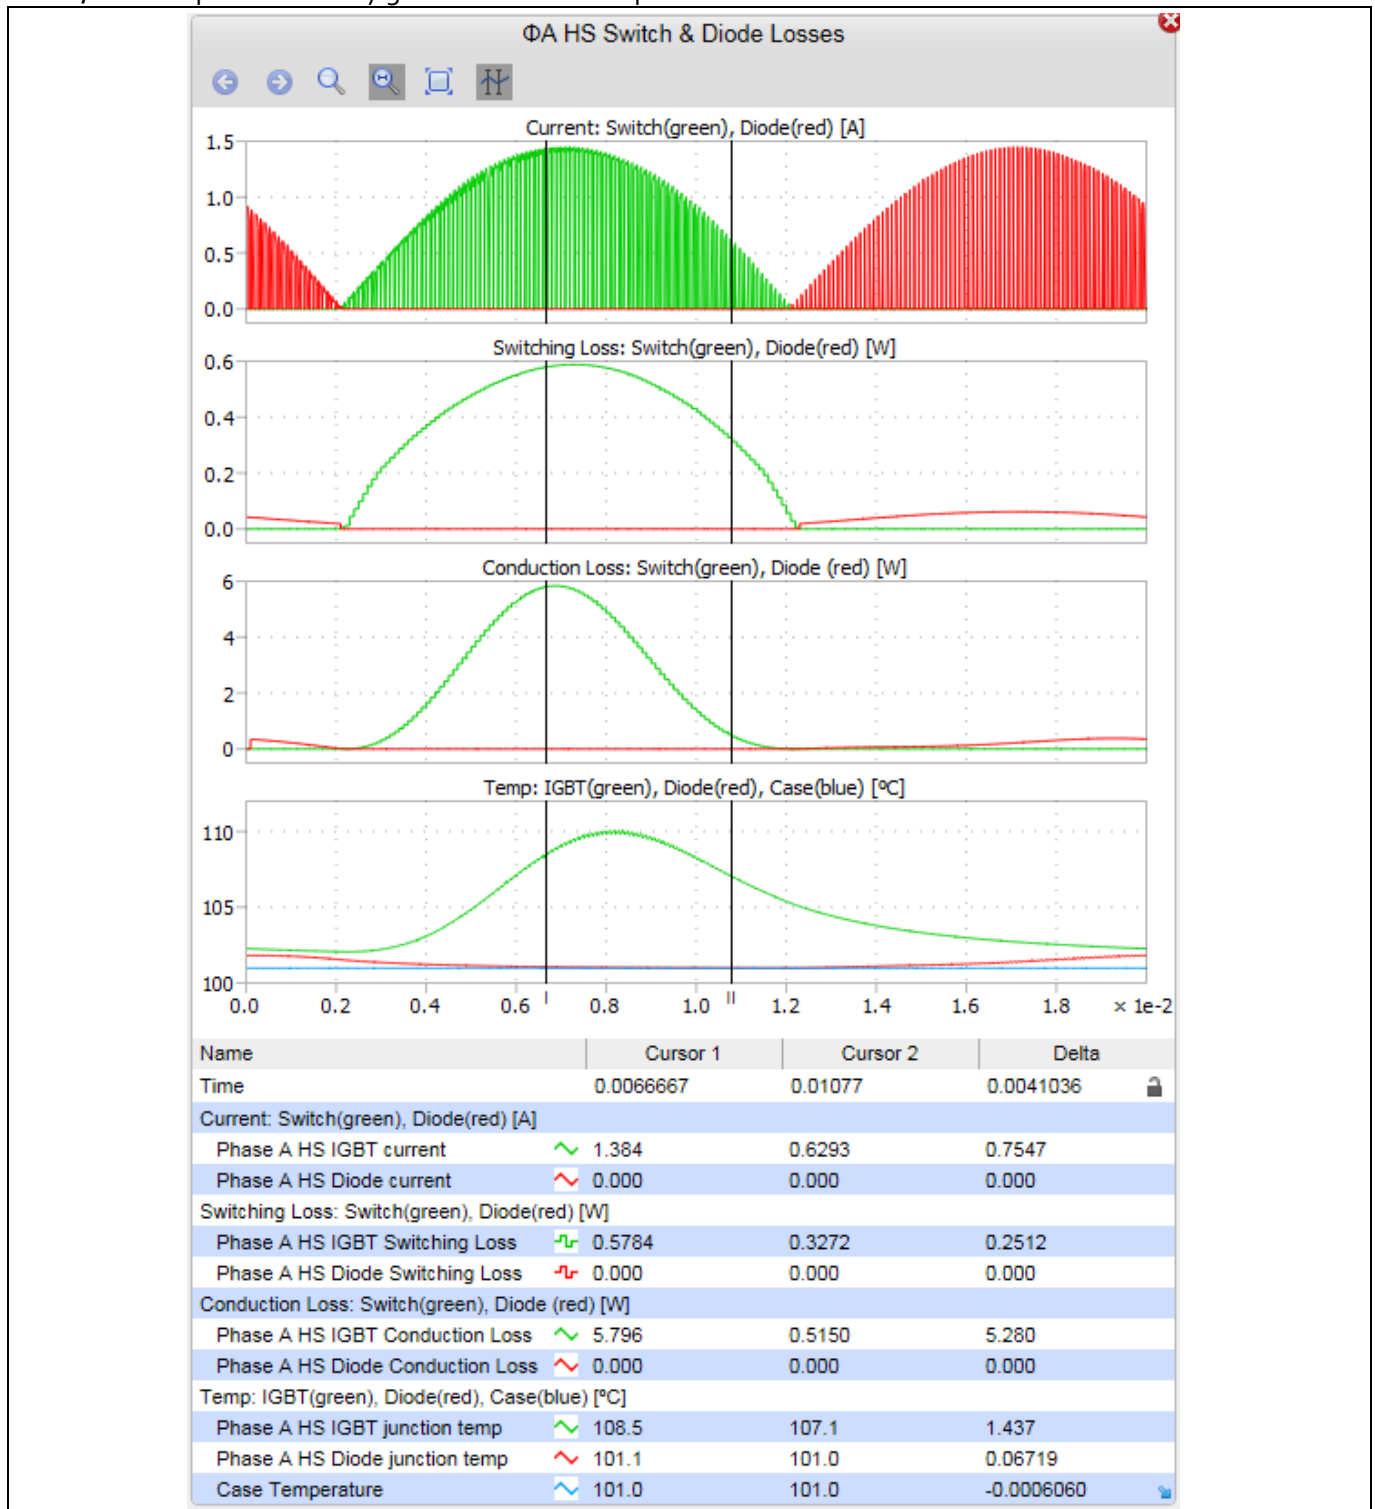 ΦA HS Switch & Diode Losses
Current: Switch(green), Diode(red) [A]
1.5
1.0
0.5
0.0
Switching Loss: Switch(green), Diode(red) [W]
0.6
0.4
0.2
0.0
Conduction Loss: Switch(green), Diode (red) [W]
6
4
2
0
Temp: IGBT(green), Diode(red), Case(blue) [ºC]
110
105
100
0.0 0.2 0.4 0.6 I 0.8 1.0 II 1.2 1.4 1.6 1.8 × 1e-2
Name Cursor 1 Cursor 2 Delta
Time 0.0066667 0.01077 0.0041036
Current: Switch(green), Diode(red) [A]
Phase A HS IGBT current 1.384 0.6293 0.7547
Phase A HS Diode current 0.000 0.000 0.000
Switching Loss: Switch(green), Diode(red) [W]
Phase A HS IGBT Switching Loss 0.5784 0.3272 0.2512
Phase A HS Diode Switching Loss 0.000 0.000 0.000
Conduction Loss: Switch(green), Diode (red) [W]
Phase A HS IGBT Conduction Loss 5.796 0.5150 5.280
Phase A HS Diode Conduction Loss 0.000 0.000 0.000
Temp: IGBT(green), Diode(red), Case(blue) [ºC]
Phase A HS IGBT junction temp 108.5 107.1 1.437
Phase A HS Diode junction temp 101.1 101.0 0.06719
Case Temperature 101.0 101.0 -0.0006060